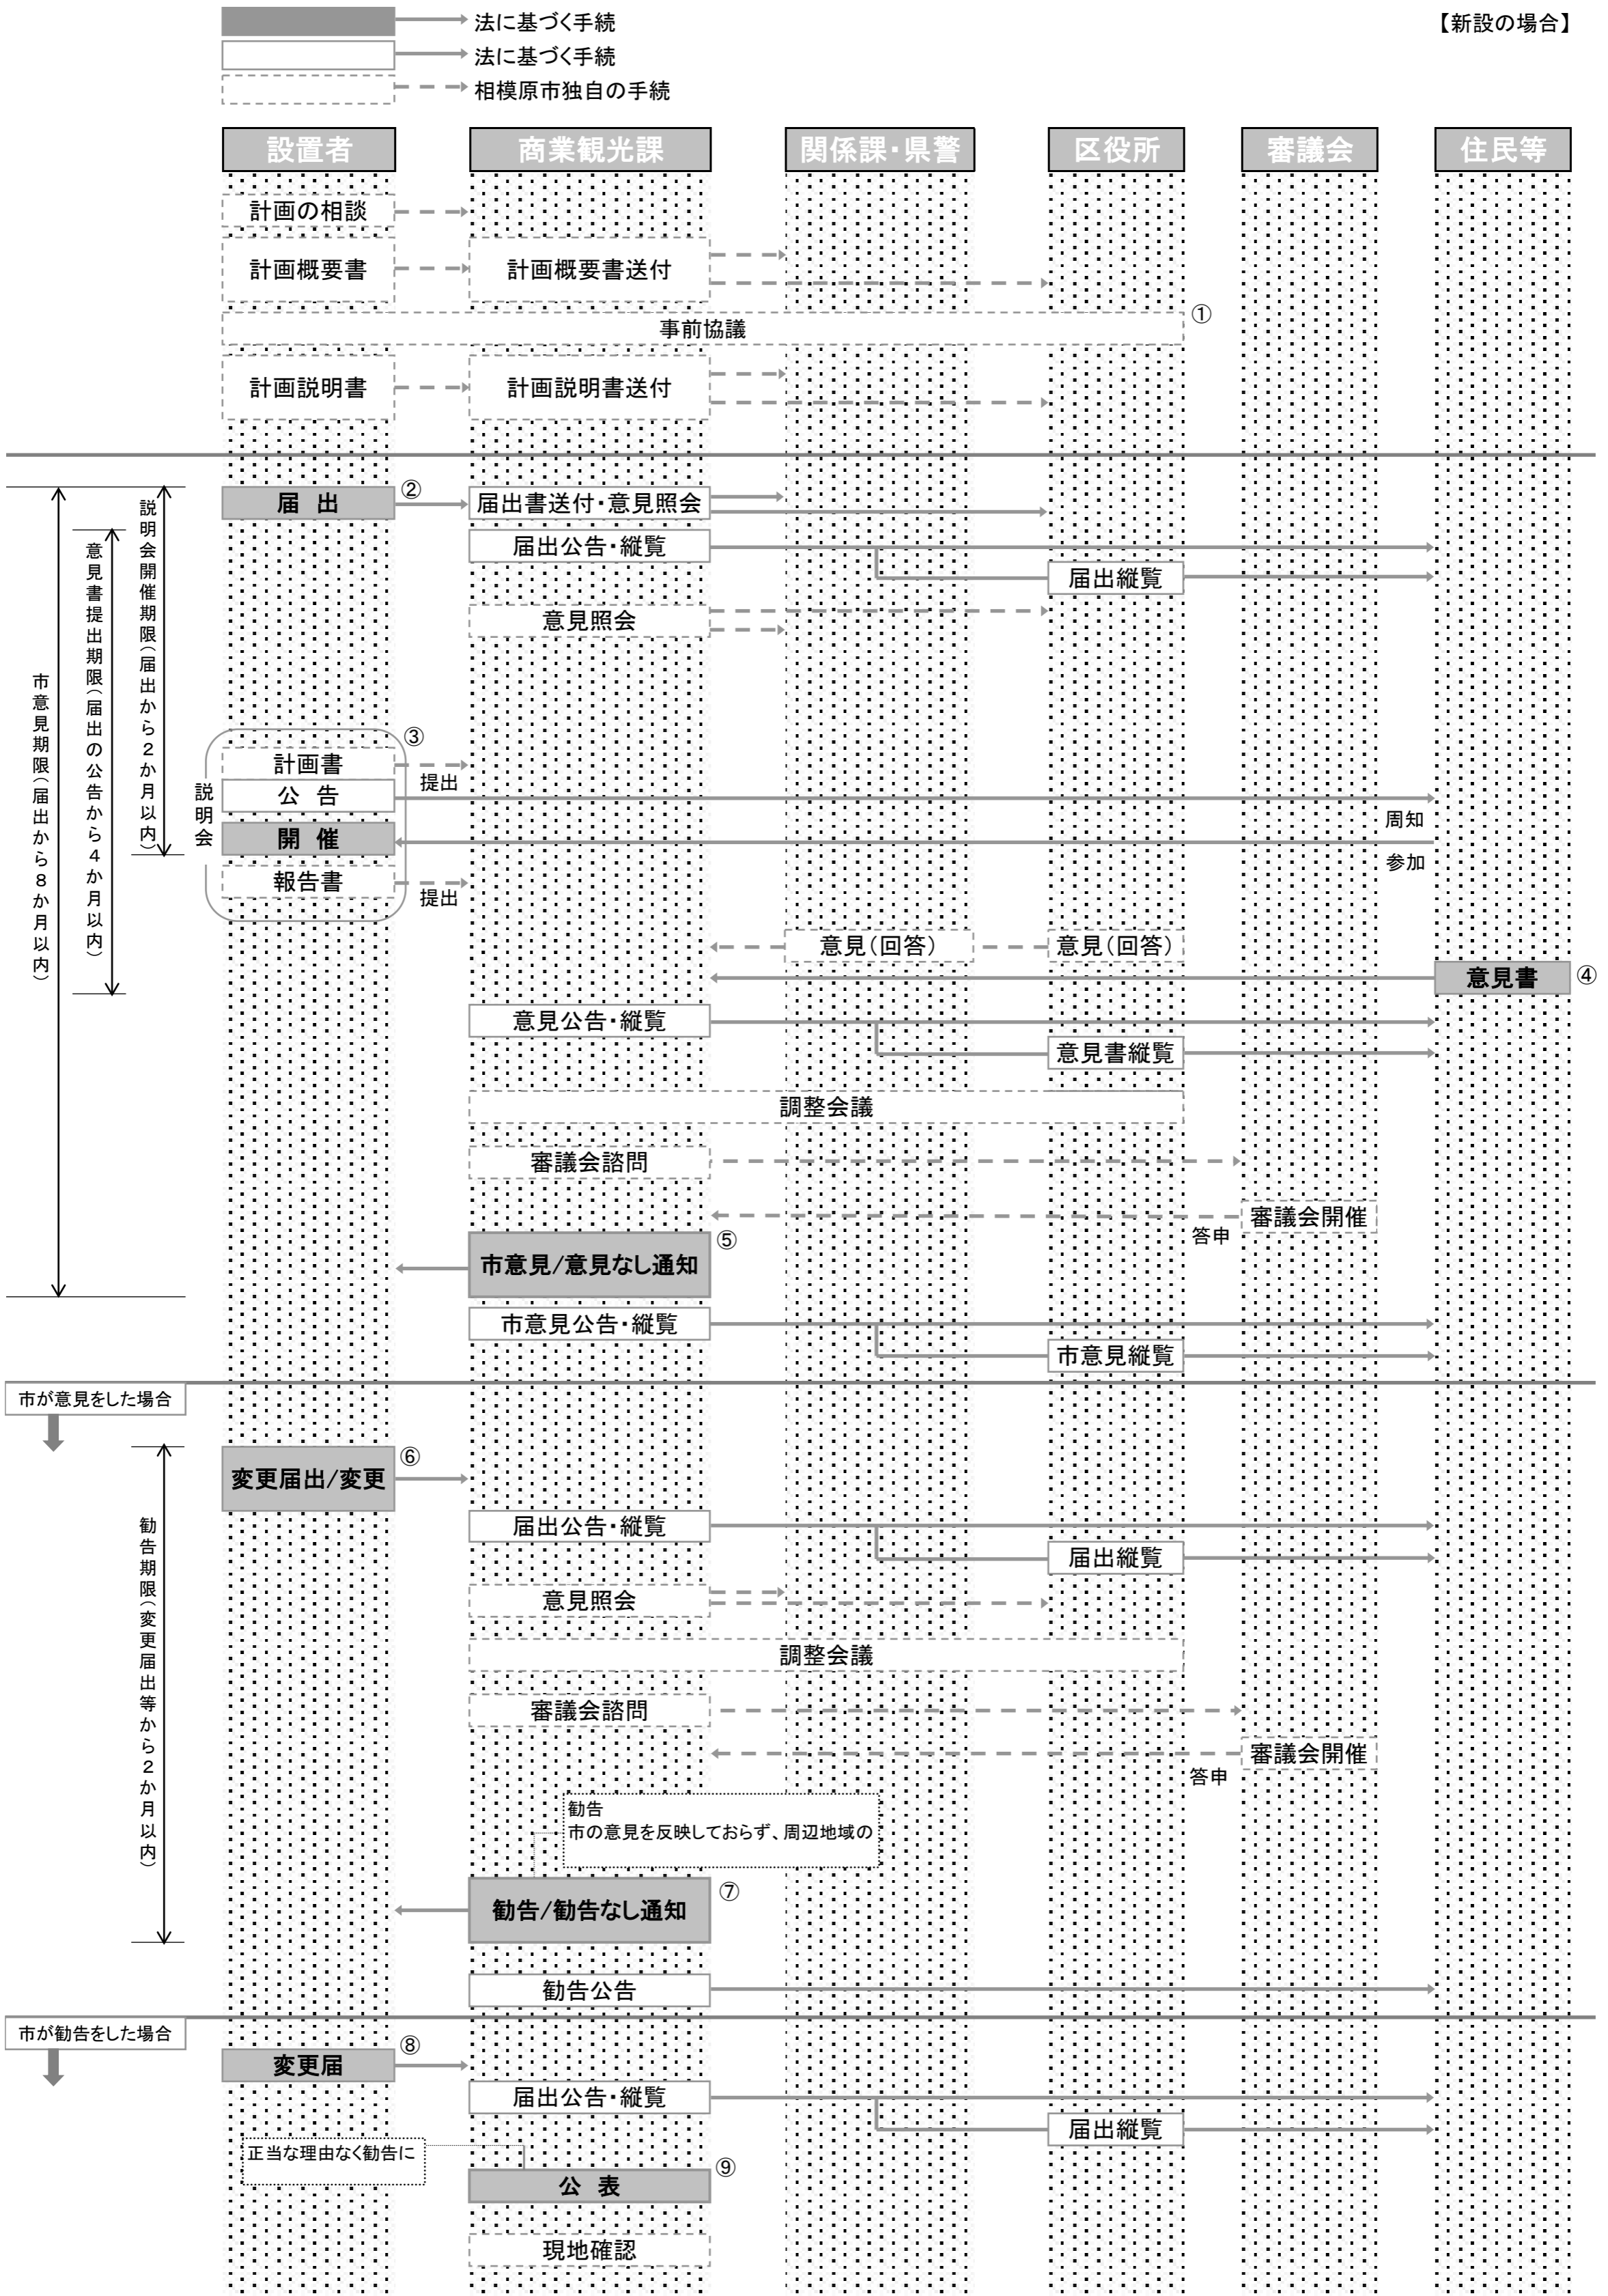 法に基づく手続
【新設の場合】
法に基づく手続
相模原市独自の手続
設置者
商業観光課
関係課・県警
区役所
審議会
住民等
計画の相談
計画概要書
計画概要書送付
①
事前協議
計画説明書
計画説明書送付
届 出
②
届出書送付・意見照会
届出公告・縦覧
届出縦覧
意見照会
説明会開催期限（届出から２か月以内）
意見書提出期限（届出の公告から４か月以内）
市意見期限（届出から８か月以内）
③
説明会
計画書
提出
公 告
周知
開 催
参加
報告書
提出
意見（回答）
意見（回答）
意見書
④
意見公告・縦覧
意見書縦覧
調整会議
審議会諮問
審議会開催
答申
⑤
市意見/意見なし通知
市意見公告・縦覧
市意見縦覧
市が意見をした場合
変更届出/変更
⑥
届出公告・縦覧
届出縦覧
意見照会
勧告期限（変更届出等から２か月以内）
調整会議
審議会諮問
審議会開催
答申
勧告
市の意見を反映しておらず、周辺地域の
勧告/勧告なし通知
⑦
勧告公告
市が勧告をした場合
変更届
⑧
届出公告・縦覧
届出縦覧
正当な理由なく勧告に
公 表
⑨
現地確認